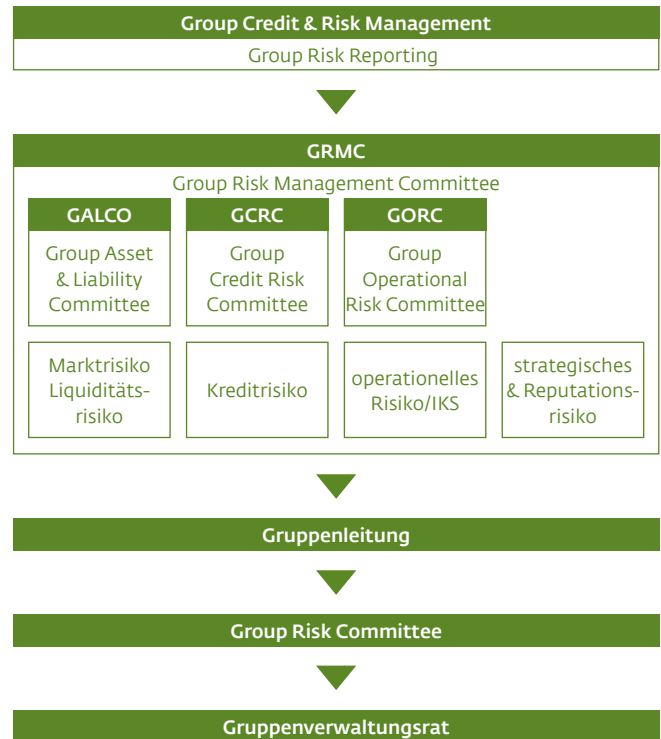 Group Credit & Risk Management
Group Risk Reporting
GRMC
Group Risk Management Committee
GALCO
Group Asset
& Liability
Committee
GCRC
Group
Credit Risk
Committee
GORC
Group
Operational
Risk Committee
Marktrisiko
Liquiditäts-
risiko
Kreditrisiko
operationelles
Risiko/IKS
strategisches
& Reputations-
risiko
Gruppenleitung
Group Risk Committee
Gruppenverwaltungsrat